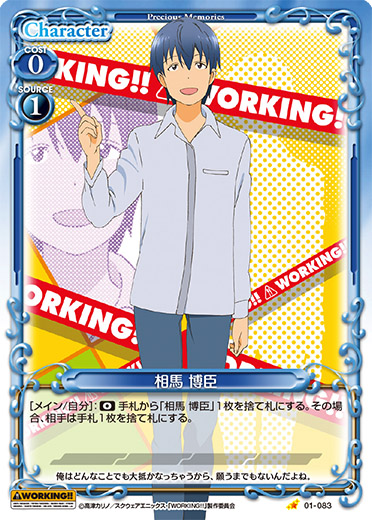 Precious Memories
Character
COST
0
SOURCE
1
KING!! WORKING!
WORKING!!
ORKING!!
相馬 博臣
[メイン/自分]:0 手札から「相馬 博臣」1枚を捨て札にする。その場
合、相手は手札1枚を捨て札にする。
俺はどんなことでも大抵かなっちゃうから、願うまでもないんだよね。
WORKING!!
©高津カリノ/スクウェアエニックス・「WORKING!!」製作委員会
01-083